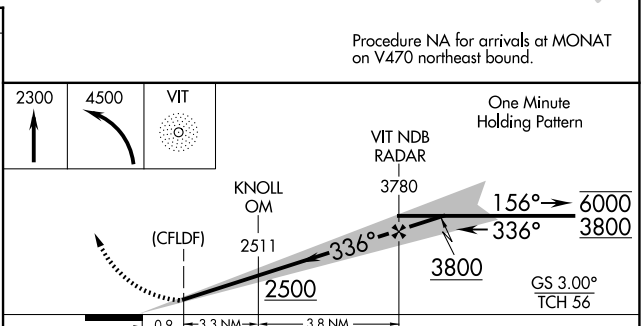 Procedure NA for arrivals at MONAT
on V470 northeast bound.
2300
4500
VIT
One Minute
Holding Pattern
VIT NDB
RADAR
3780
KNOLL
OM
2511
(CFLDF)
156°
6000
3800
336°
336°
3800
2500
GS 3.00°
TCH 56
0.9
3.3 NM
3.8 NM